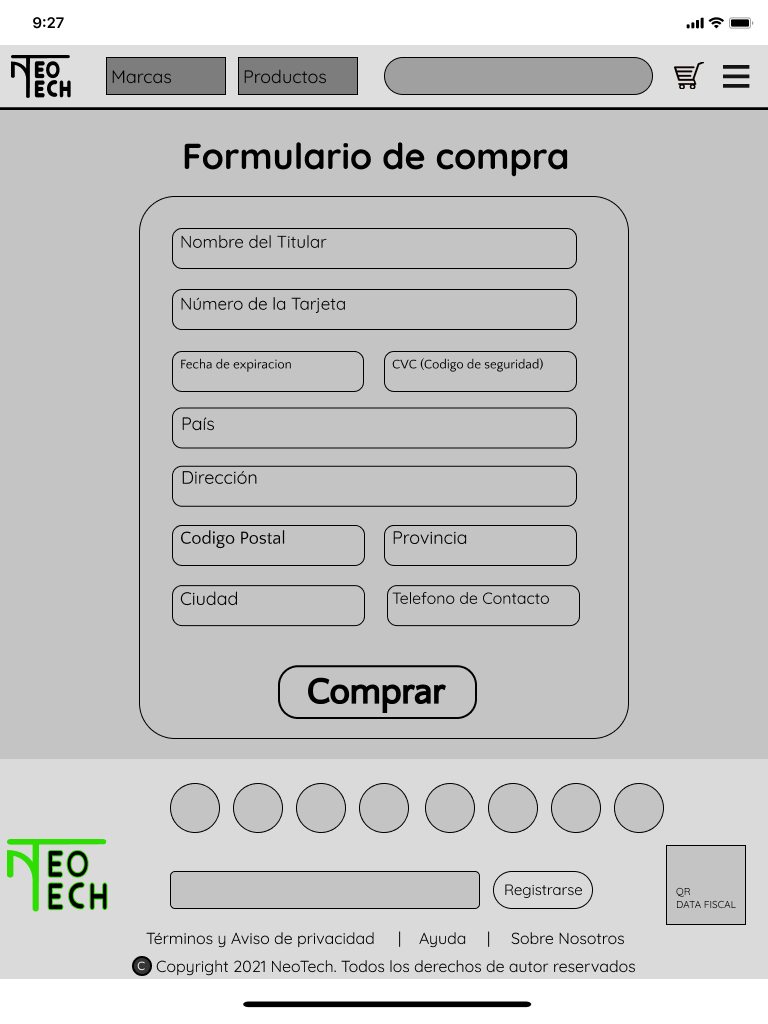 9:27
NEO
TECH
Marcas
Productos
Formulario de compra
Nombre del Titular
Número de la Tarjeta
Fecha de expiracion
CVC (Codigo de seguridad)
País
Dirección
Codigo Postal
Provincia
Ciudad
Telefono de Contacto
Comprar
NEO
TECH
Registrarse
QR
DATA FISCAL
Términos y Aviso de privacidad | Ayuda | Sobre Nosotros
C Copyright 2021 NeoTech. Todos los derechos de autor reservados